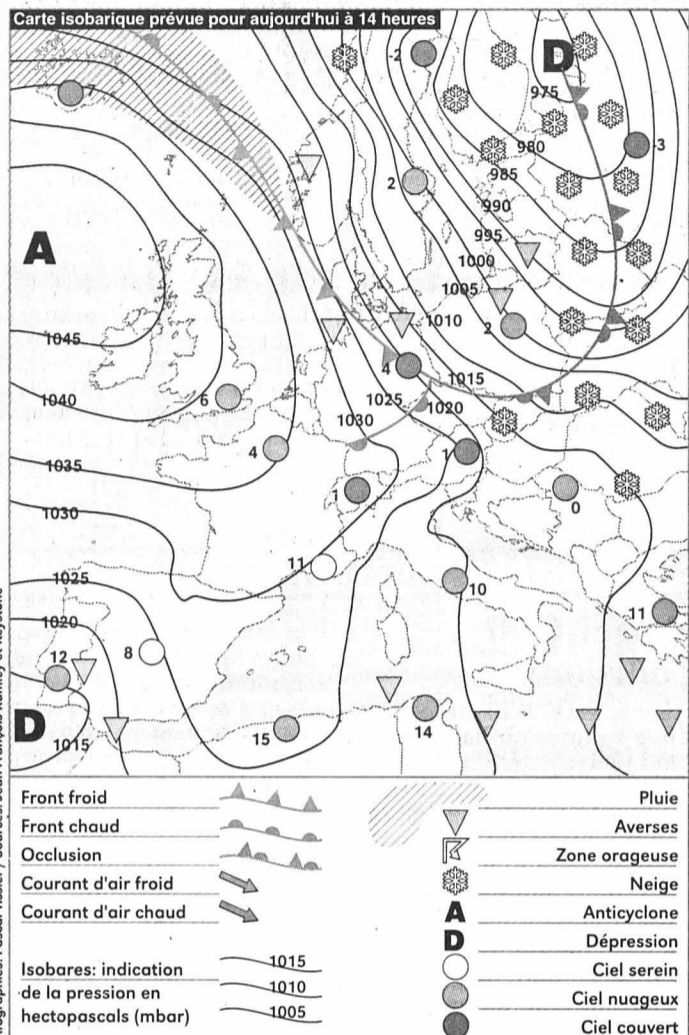 Carte isobarique prévue pour aujourd'hui à 14 heures
-2
D
7
975
980
-3
2
985
990
A
995
1000
1005
1010
2
1045
4
1015
1040
6
1025
1020
1030
4
1
1035
1
0
1030
11
1025
10
1020
11
8
12
D
1015
15
14
Front froid
Front chaud
Occlusion
Courant d'air froid
Courant d'air chaud
Isobares: indication
de la pression en
hectopascals (mbar)
1015
1010
1005
Pluie
Averses
Zone orageuse
Neige
A Anticyclone
D Dépression
Ciel serein
Ciel nuageux
Ciel couvert